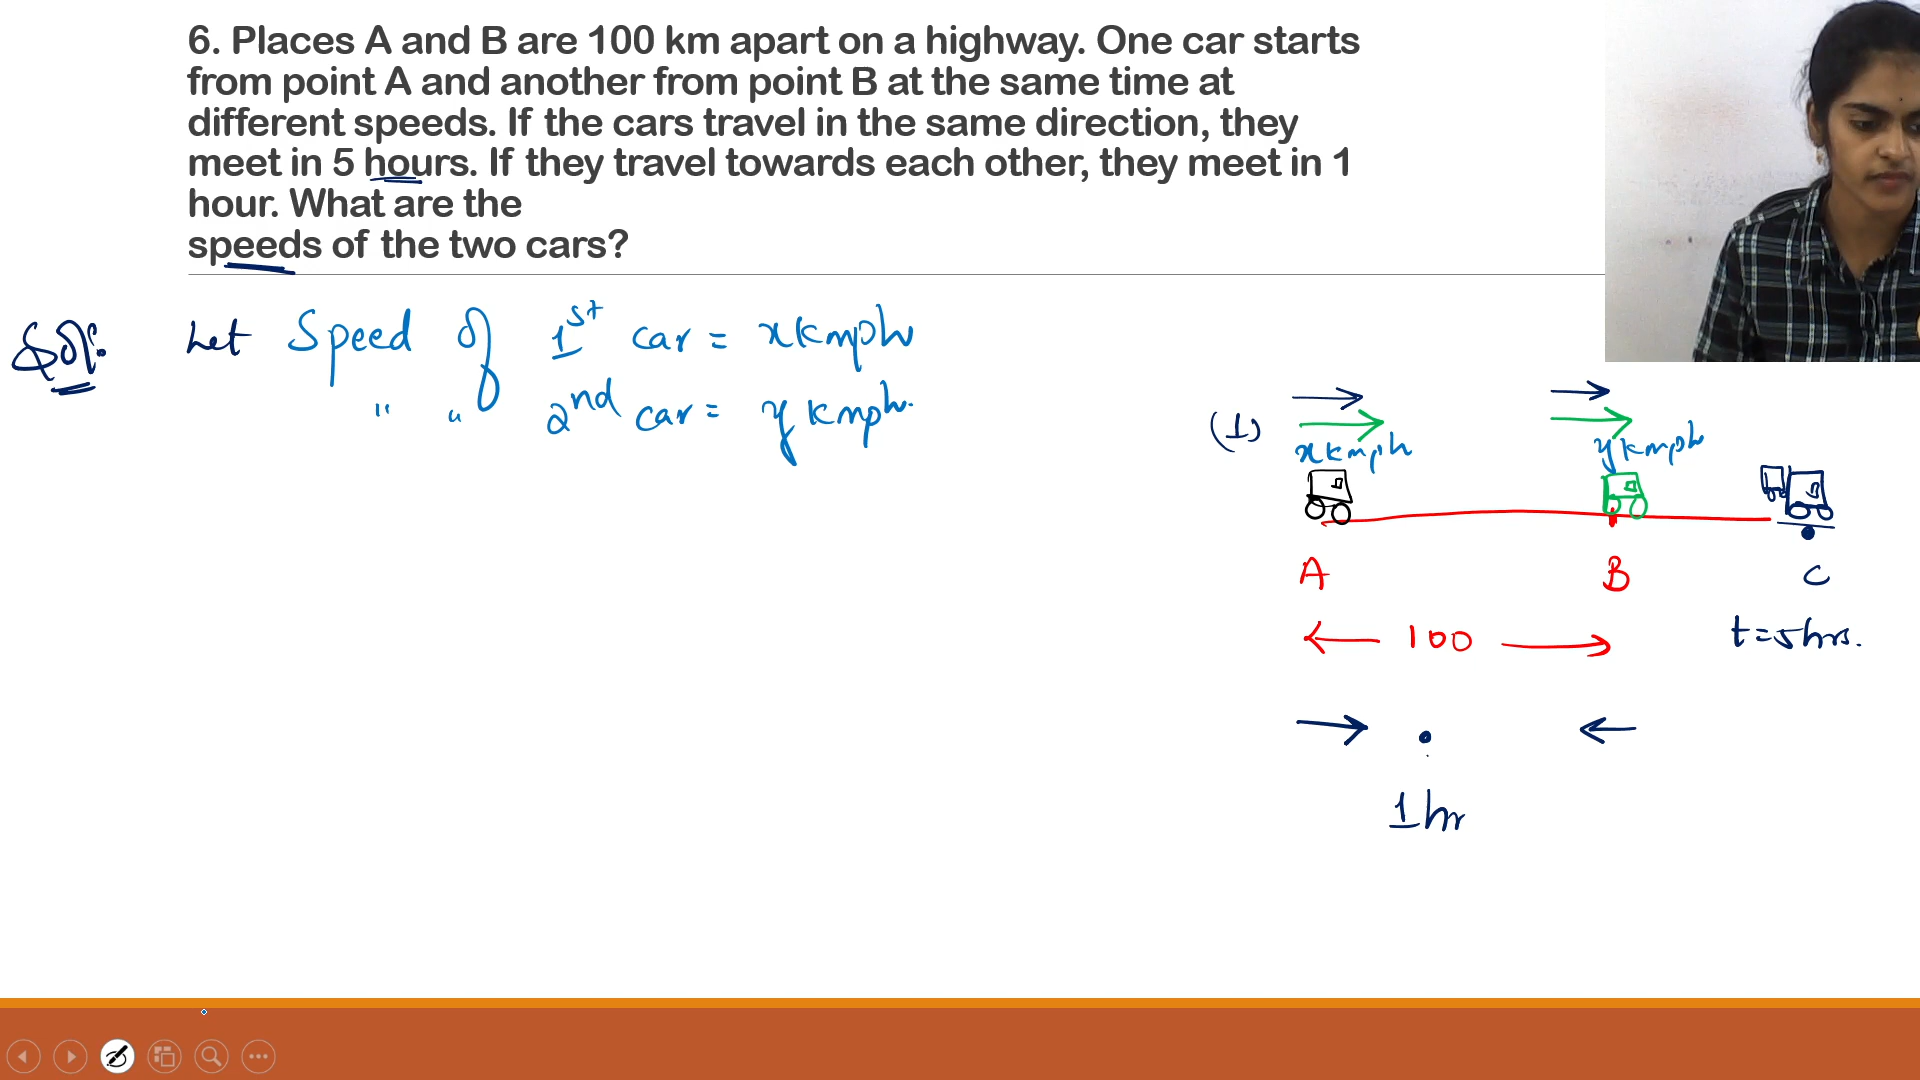 6. Places A and B are 100 km apart on a highway. One car starts
from point A and another from point B at the same time at
different speeds. If the cars travel in the same direction, they
meet in 5 hours. If they travel towards each other, they meet in 1
hour. What are the
speeds of the two cars?
Sol:
Let Speed of 1st car = x kmph
" " 2nd car = y kmph.
(1)
x kmph
y kmph
A B C
100
t=5hrs.
1hr